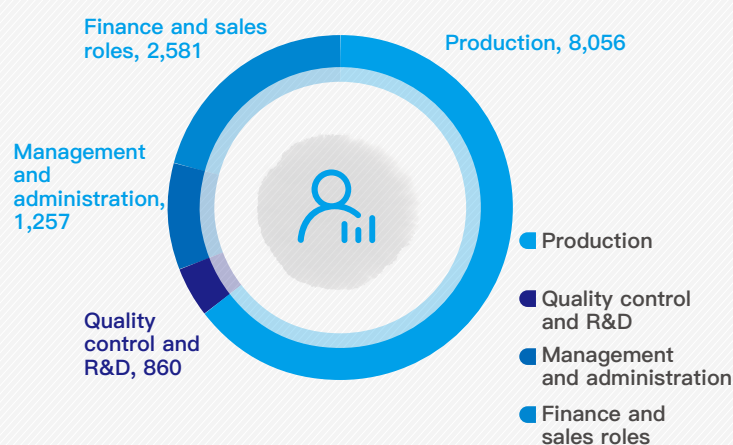 Finance and sales
roles, 2,581
Production, 8,056
Management
and
administration,
1,257
Quality
control and
R&D, 860
Production
Quality control
and R&D
Management
and administration
Finance and
sales roles